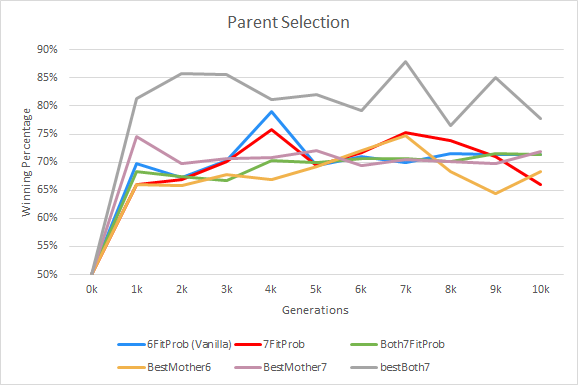 Parent Selection
90%
85%
80%
75%
70%
65%
60%
55%
50%
Winning Percentage
0k 1k 2k 3k 4k 5k 6k 7k 8k 9k 10k
Generations
6FitProb (Vanilla) 7FitProb Both7FitProb
BestMother6 BestMother7 bestBoth7